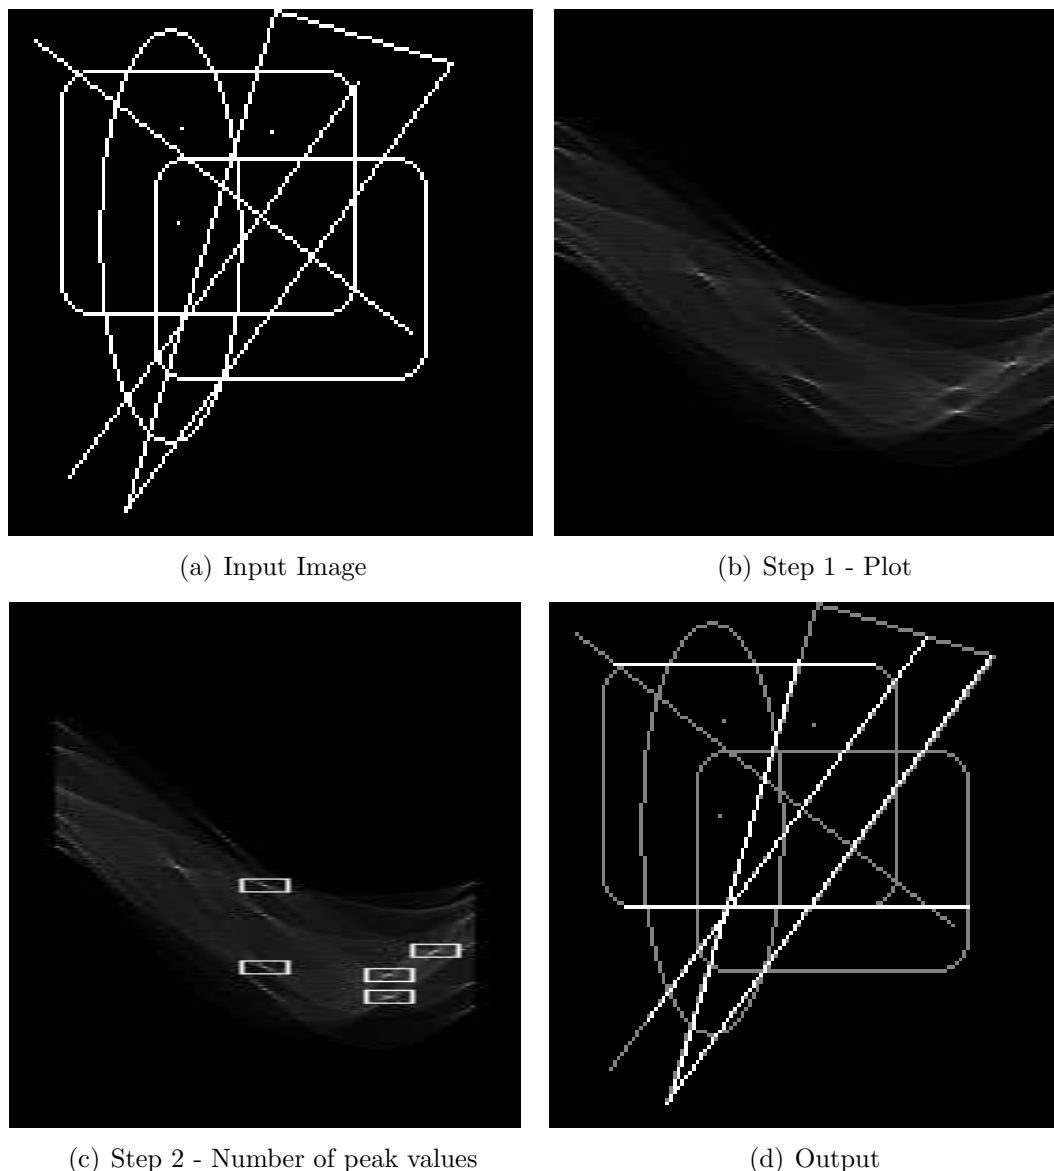 (a) Input Image
(b) Step 1 - Plot
(c) Step 2 - Number of peak values
(d) Output